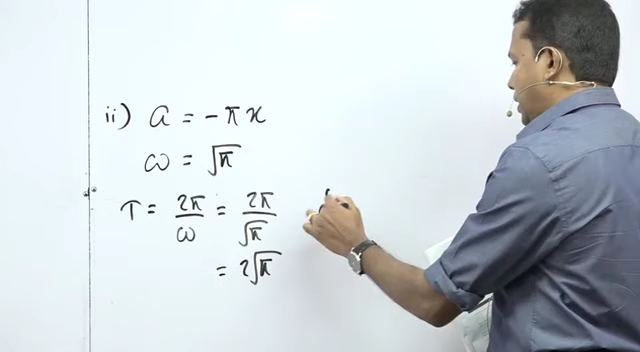 ii) a = -πx
ω = √π
T = 2π/ω = 2π/√π
= 2√π